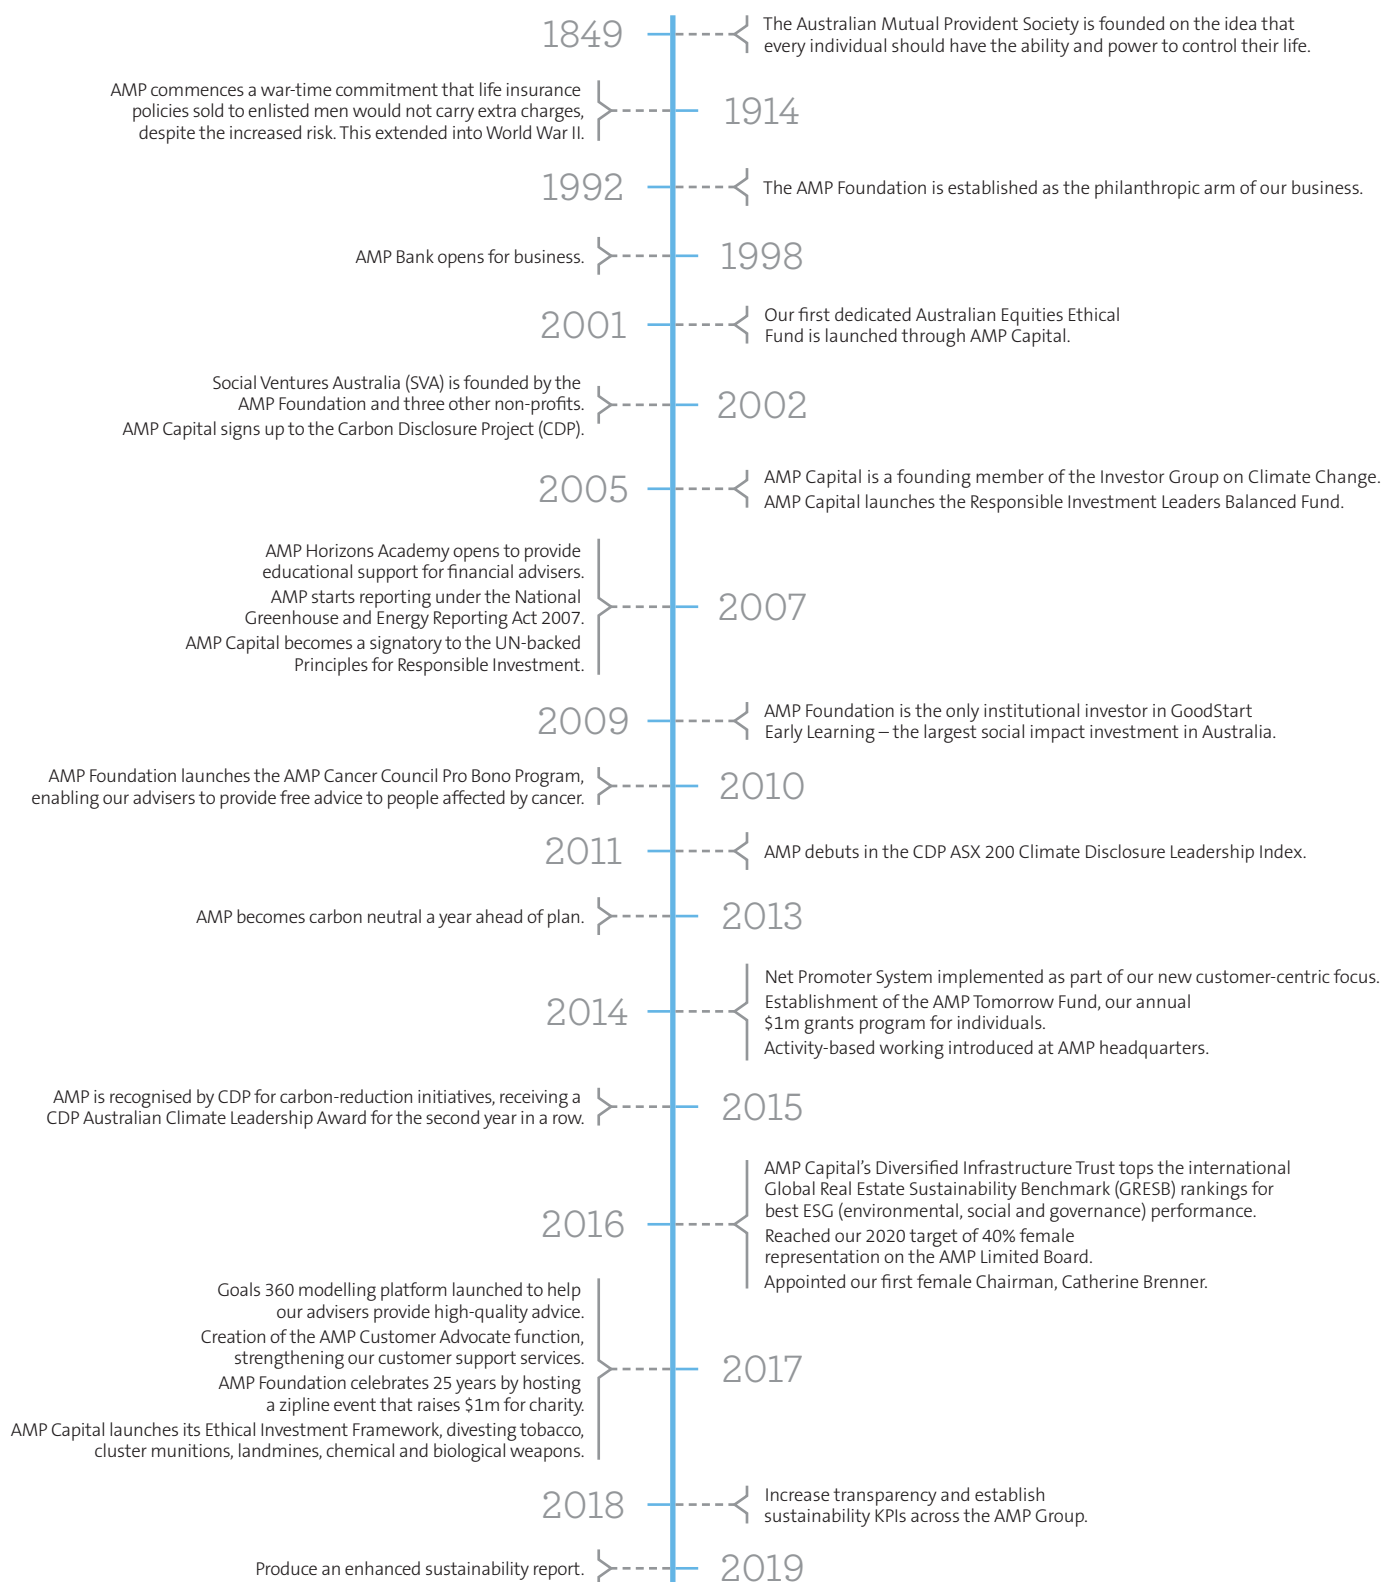 1849
The Australian Mutual Provident Society is founded on the idea that
every individual should have the ability and power to control their life.
AMP commences a war-time commitment that life insurance
policies sold to enlisted men would not carry extra charges,
despite the increased risk. This extended into World War II.
1914
1992
The AMP Foundation is established as the philanthropic arm of our business.
AMP Bank opens for business.
1998
2001
Our first dedicated Australian Equities Ethical
Fund is launched through AMP Capital.
Social Ventures Australia (SVA) is founded by the
AMP Foundation and three other non-profits.
AMP Capital signs up to the Carbon Disclosure Project (CDP).
2002
2005
AMP Capital is a founding member of the Investor Group on Climate Change.
AMP Capital launches the Responsible Investment Leaders Balanced Fund.
AMP Horizons Academy opens to provide
educational support for financial advisers.
AMP starts reporting under the National
Greenhouse and Energy Reporting Act 2007.
AMP Capital becomes a signatory to the UN-backed
Principles for Responsible Investment.
2007
2009
AMP Foundation is the only institutional investor in GoodStart
Early Learning – the largest social impact investment in Australia.
AMP Foundation launches the AMP Cancer Council Pro Bono Program,
enabling our advisers to provide free advice to people affected by cancer.
2010
2011
AMP debuts in the CDP ASX 200 Climate Disclosure Leadership Index.
AMP becomes carbon neutral a year ahead of plan.
2013
2014
Net Promoter System implemented as part of our new customer-centric focus.
Establishment of the AMP Tomorrow Fund, our annual
$1m grants program for individuals.
Activity-based working introduced at AMP headquarters.
AMP is recognised by CDP for carbon-reduction initiatives, receiving a
CDP Australian Climate Leadership Award for the second year in a row.
2015
2016
AMP Capital's Diversified Infrastructure Trust tops the international
Global Real Estate Sustainability Benchmark (GRESB) rankings for
best ESG (environmental, social and governance) performance.
Reached our 2020 target of 40% female
representation on the AMP Limited Board.
Appointed our first female Chairman, Catherine Brenner.
Goals 360 modelling platform launched to help
our advisers provide high-quality advice.
Creation of the AMP Customer Advocate function,
strengthening our customer support services.
AMP Foundation celebrates 25 years by hosting
a zipline event that raises $1m for charity.
AMP Capital launches its Ethical Investment Framework, divesting tobacco,
cluster munitions, landmines, chemical and biological weapons.
2017
2018
Increase transparency and establish
sustainability KPIs across the AMP Group.
Produce an enhanced sustainability report.
2019